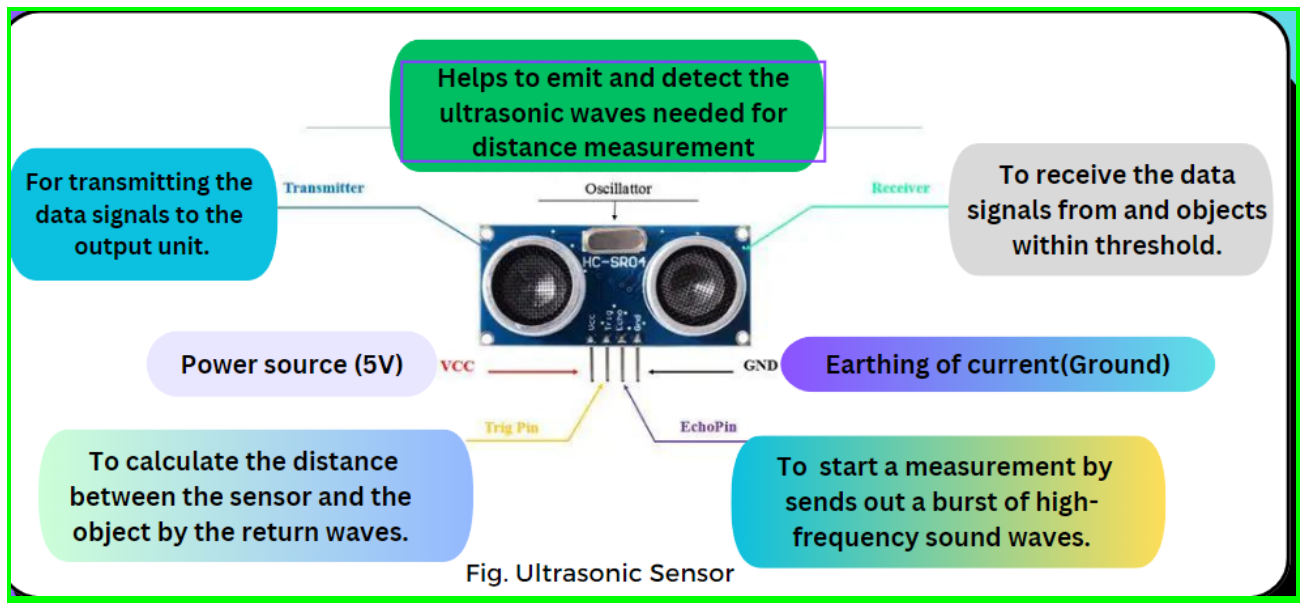 Helps to emit and detect the
ultrasonic waves needed for
distance measurement
For transmitting the
data signals to the
output unit.
Transmitter
Oscillattor
Receiver
To receive the data
signals from and objects
within threshold.
HC-SR04
Vcc
Trig
Echo
Gnd
Power source (5V)
VCC
GND
Earthing of current(Ground)
Trig Pin
EchoPin
To calculate the distance
between the sensor and the
object by the return waves.
To start a measurement by
sends out a burst of high-
frequency sound waves.
Fig. Ultrasonic Sensor